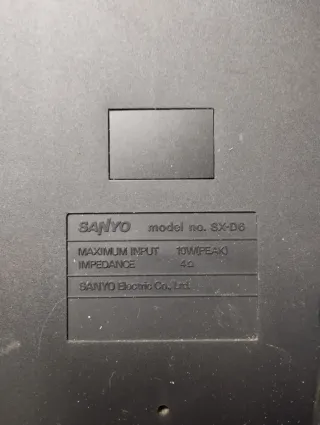 SANYO model no. SX-D6
MAXIMUM INPUT 10W(PEAK)
IMPEDANCE 4Ω
SANYO Electric Co., Ltd.